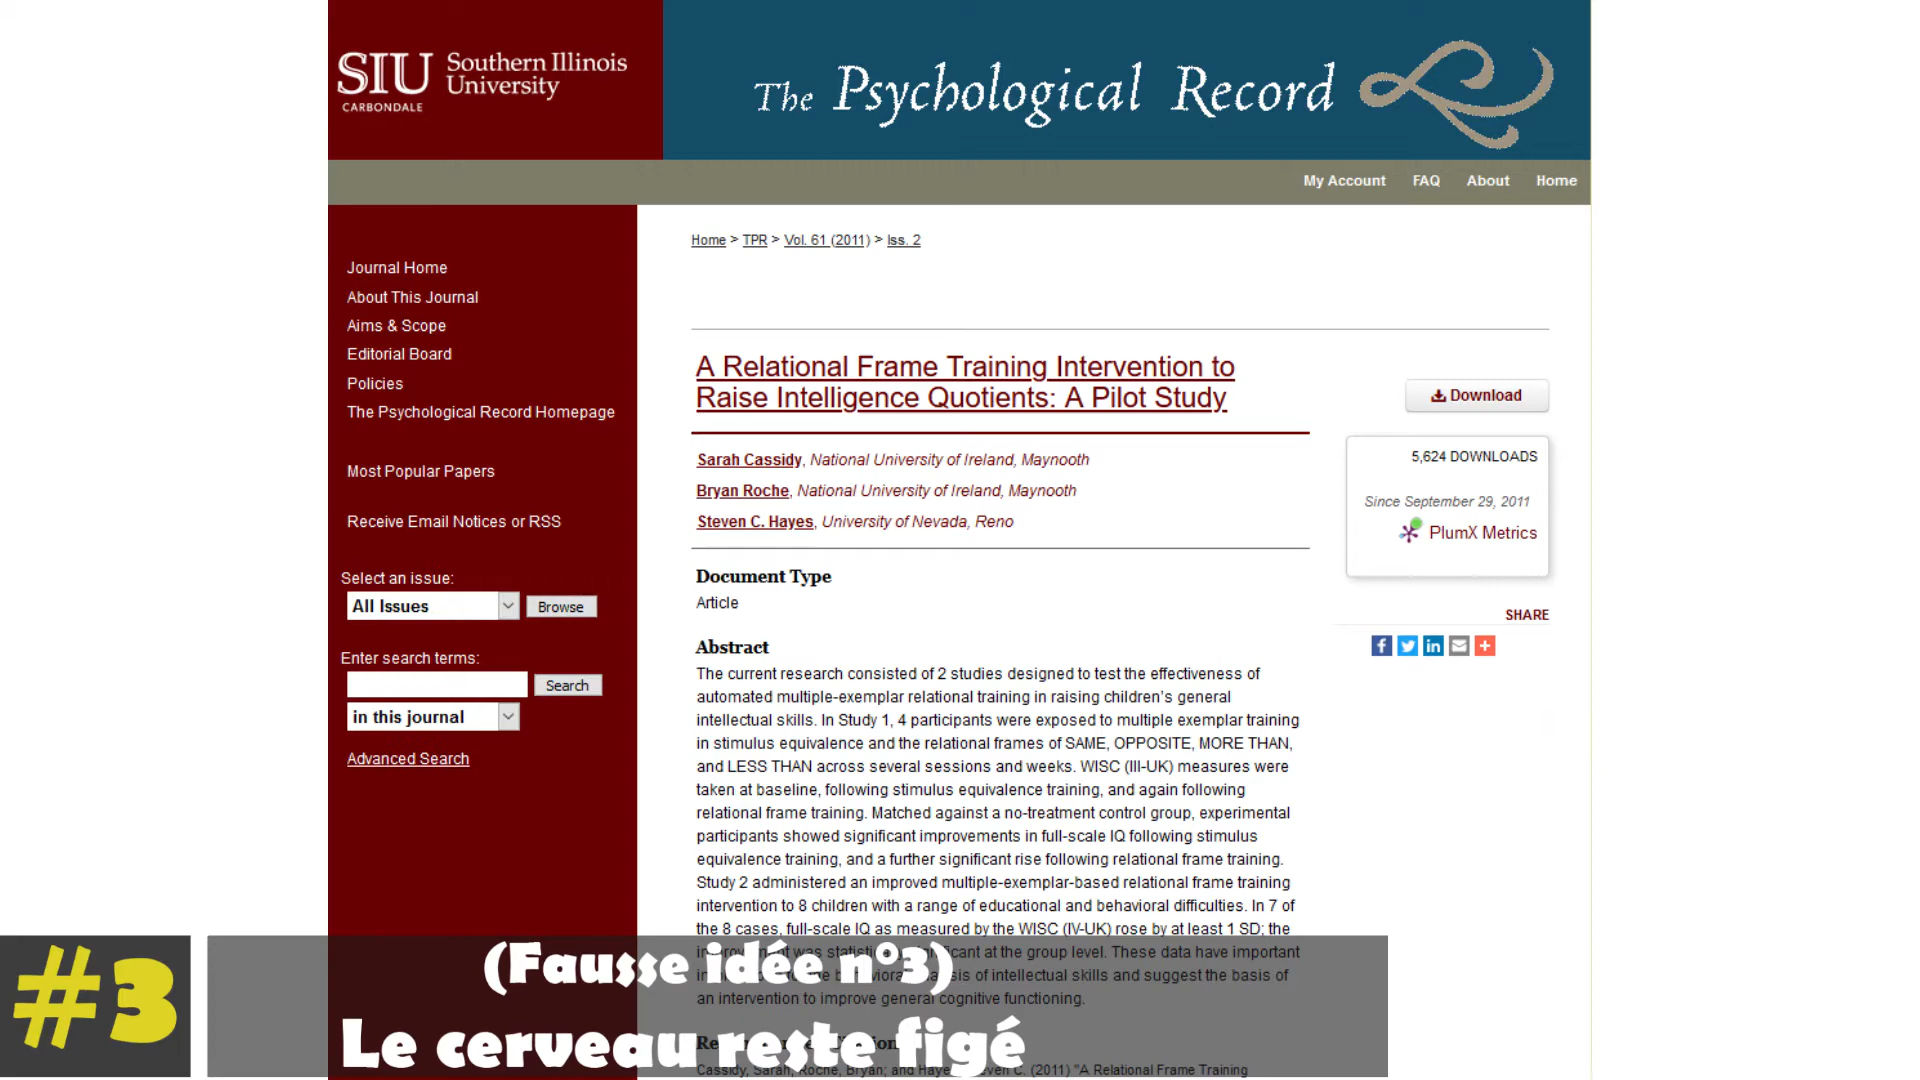 SIU Southern Illinois University
CARBONDALE
The Psychological Record
My Account FAQ About Home
Journal Home
About This Journal
Aims & Scope
Editorial Board
Policies
The Psychological Record Homepage
Most Popular Papers
Receive Email Notices or RSS
Select an issue:
All Issues Browse
Enter search terms:
Search
in this journal
Advanced Search
Home > TPR > Vol. 61 (2011) > Iss. 2
A Relational Frame Training Intervention to
Raise Intelligence Quotients: A Pilot Study
Sarah Cassidy, National University of Ireland, Maynooth
Bryan Roche, National University of Ireland, Maynooth
Steven C. Hayes, University of Nevada, Reno
Document Type
Article
Abstract
The current research consisted of 2 studies designed to test the effectiveness of
automated multiple-exemplar relational training in raising children's general
intellectual skills. In Study 1, 4 participants were exposed to multiple exemplar training
in stimulus equivalence and the relational frames of SAME, OPPOSITE, MORE THAN,
and LESS THAN across several sessions and weeks. WISC (III-UK) measures were
taken at baseline, following stimulus equivalence training, and again following
relational frame training. Matched against a no-treatment control group, experimental
participants showed significant improvements in full-scale IQ following stimulus
equivalence training, and a further significant rise following relational frame training.
Study 2 administered an improved multiple-exemplar-based relational frame training
intervention to 8 children with a range of educational and behavioral difficulties. In 7 of
the 8 cases, full-scale IQ as measured by the WISC (IV-UK) rose by at least 1 SD; the
was at the group level. These data have important
of intellectual skills and suggest the basis of
an intervention to improve general cognitive functioning.
Cassidy, Sarah; Roche, Bryan; and Steven C. (2011) "A Relational Frame Training
Download
5,624 DOWNLOADS
Since September 29, 2011
PlumX Metrics
SHARE
#3
(Fausse idée n°3)
Le cerveau reste figé